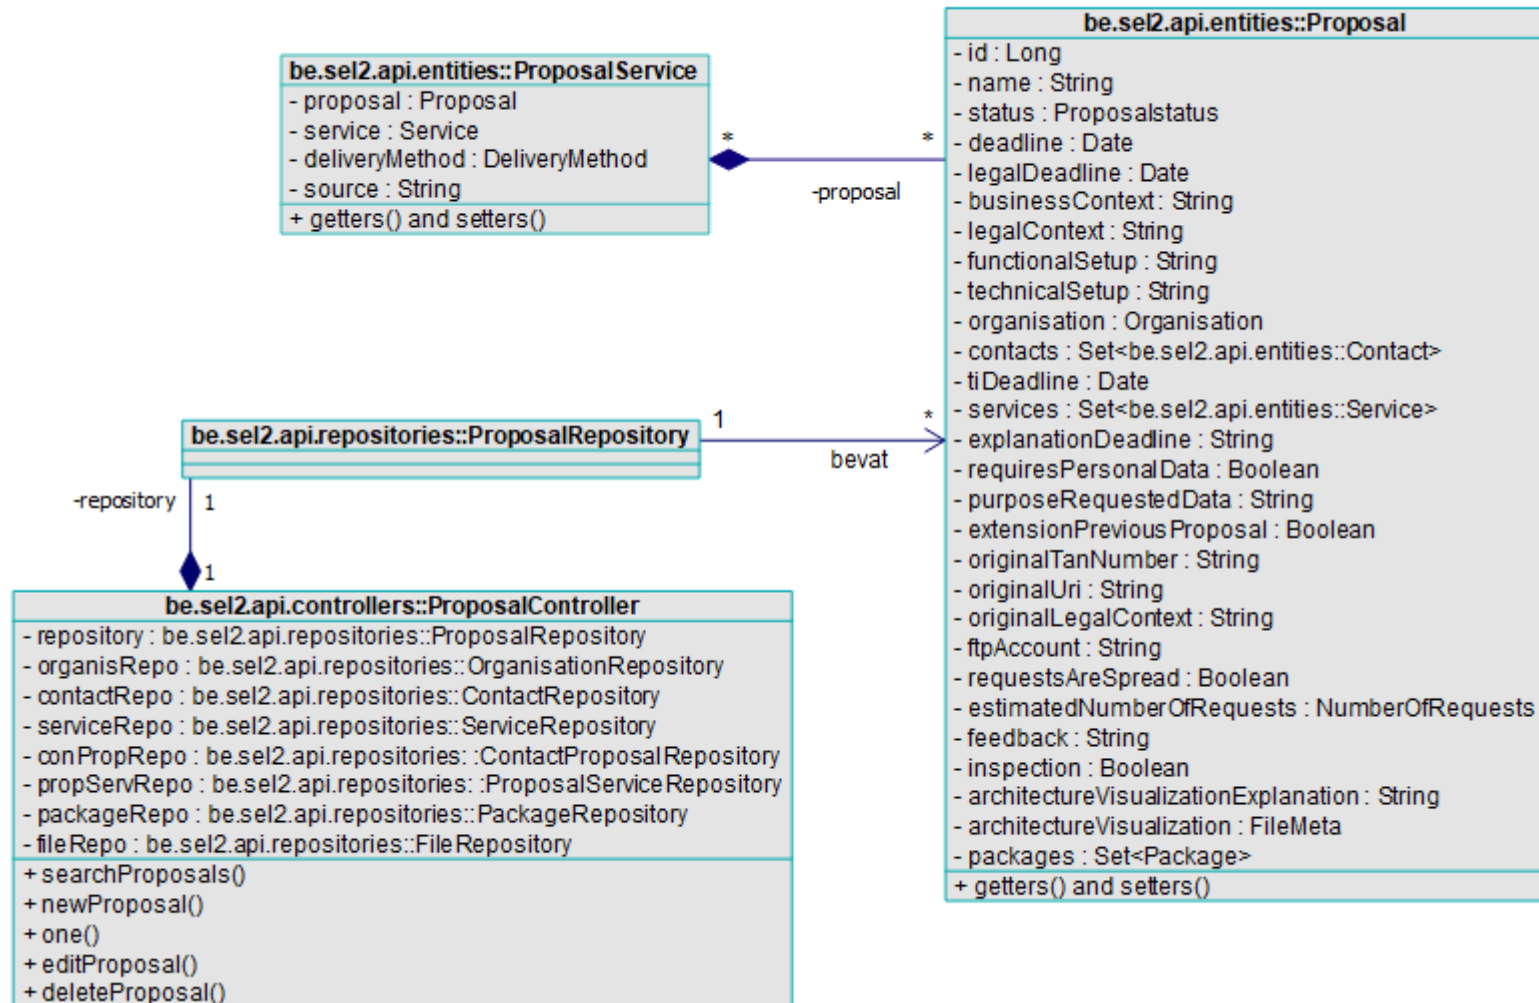 be.sel2.api.entities::ProposalService
- proposal : Proposal
- service : Service
- deliveryMethod : DeliveryMethod
- source : String
+ getters() and setters()
*
*
-proposal
be.sel2.api.entities::Proposal
- id : Long
- name : String
- status : Proposalstatus
- deadline : Date
- legalDeadline : Date
- businessContext : String
- legalContext : String
- functionalSetup : String
- technicalSetup : String
- organisation : Organisation
- contacts : Set<be.sel2.api.entities::Contact>
- tiDeadline : Date
- services : Set<be.sel2.api.entities::Service>
- explanationDeadline : String
- requiresPersonalData : Boolean
- purposeRequestedData : String
- extensionPreviousProposal : Boolean
- originalTanNumber : String
- originalUri : String
- originalLegalContext : String
- ftpAccount : String
- requestsAreSpread : Boolean
- estimatedNumberOfRequests : NumberOfRequests
- feedback : String
- inspection : Boolean
- architectureVisualizationExplanation : String
- architectureVisualization : FileMeta
- packages : Set<Package>
+ getters() and setters()
be.sel2.api.repositories::ProposalRepository
1
*
bevat
-repository
1
1
be.sel2.api.controllers::ProposalController
- repository : be.sel2.api.repositories::ProposalRepository
- organisRepo : be.sel2.api.repositories::OrganisationRepository
- contactRepo : be.sel2.api.repositories::ContactRepository
- serviceRepo : be.sel2.api.repositories::ServiceRepository
- conPropRepo : be.sel2.api.repositories: :ContactProposalRepository
- propServRepo : be.sel2.api.repositories: :ProposalServiceRepository
- packageRepo : be.sel2.api.repositories::PackageRepository
- fileRepo : be.sel2.api.repositories::FileRepository
+ searchProposals()
+ newProposal()
+ one()
+ editProposal()
+ deleteProposal()